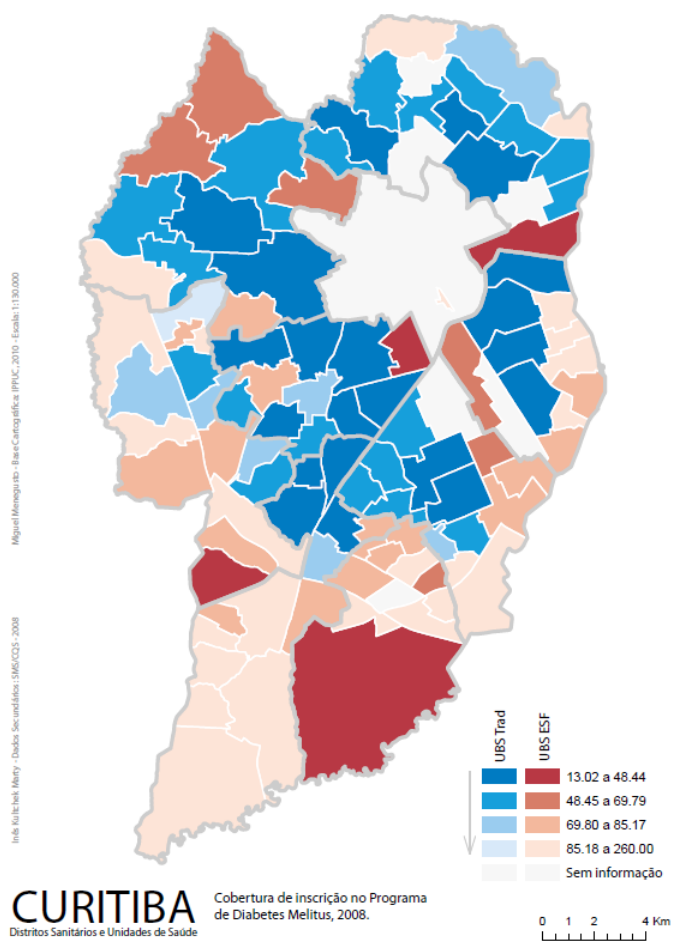 Miguel Menegusto - Base Cartográfica: IPPUC, 2010 - Escala: 1:130.000
Inês Kultchek Marty - Dados Secundários: SMS/CQS - 2008
UBS Trad
UBS ESF
13.02 a 48.44
48.45 a 69.79
69.80 a 85.17
85.18 a 260.00
Sem informação
CURITIBA
Distritos Sanitários e Unidades de Saúde
Cobertura de inscrição no Programa
de Diabetes Melitus, 2008.
0 1 2 4 Km